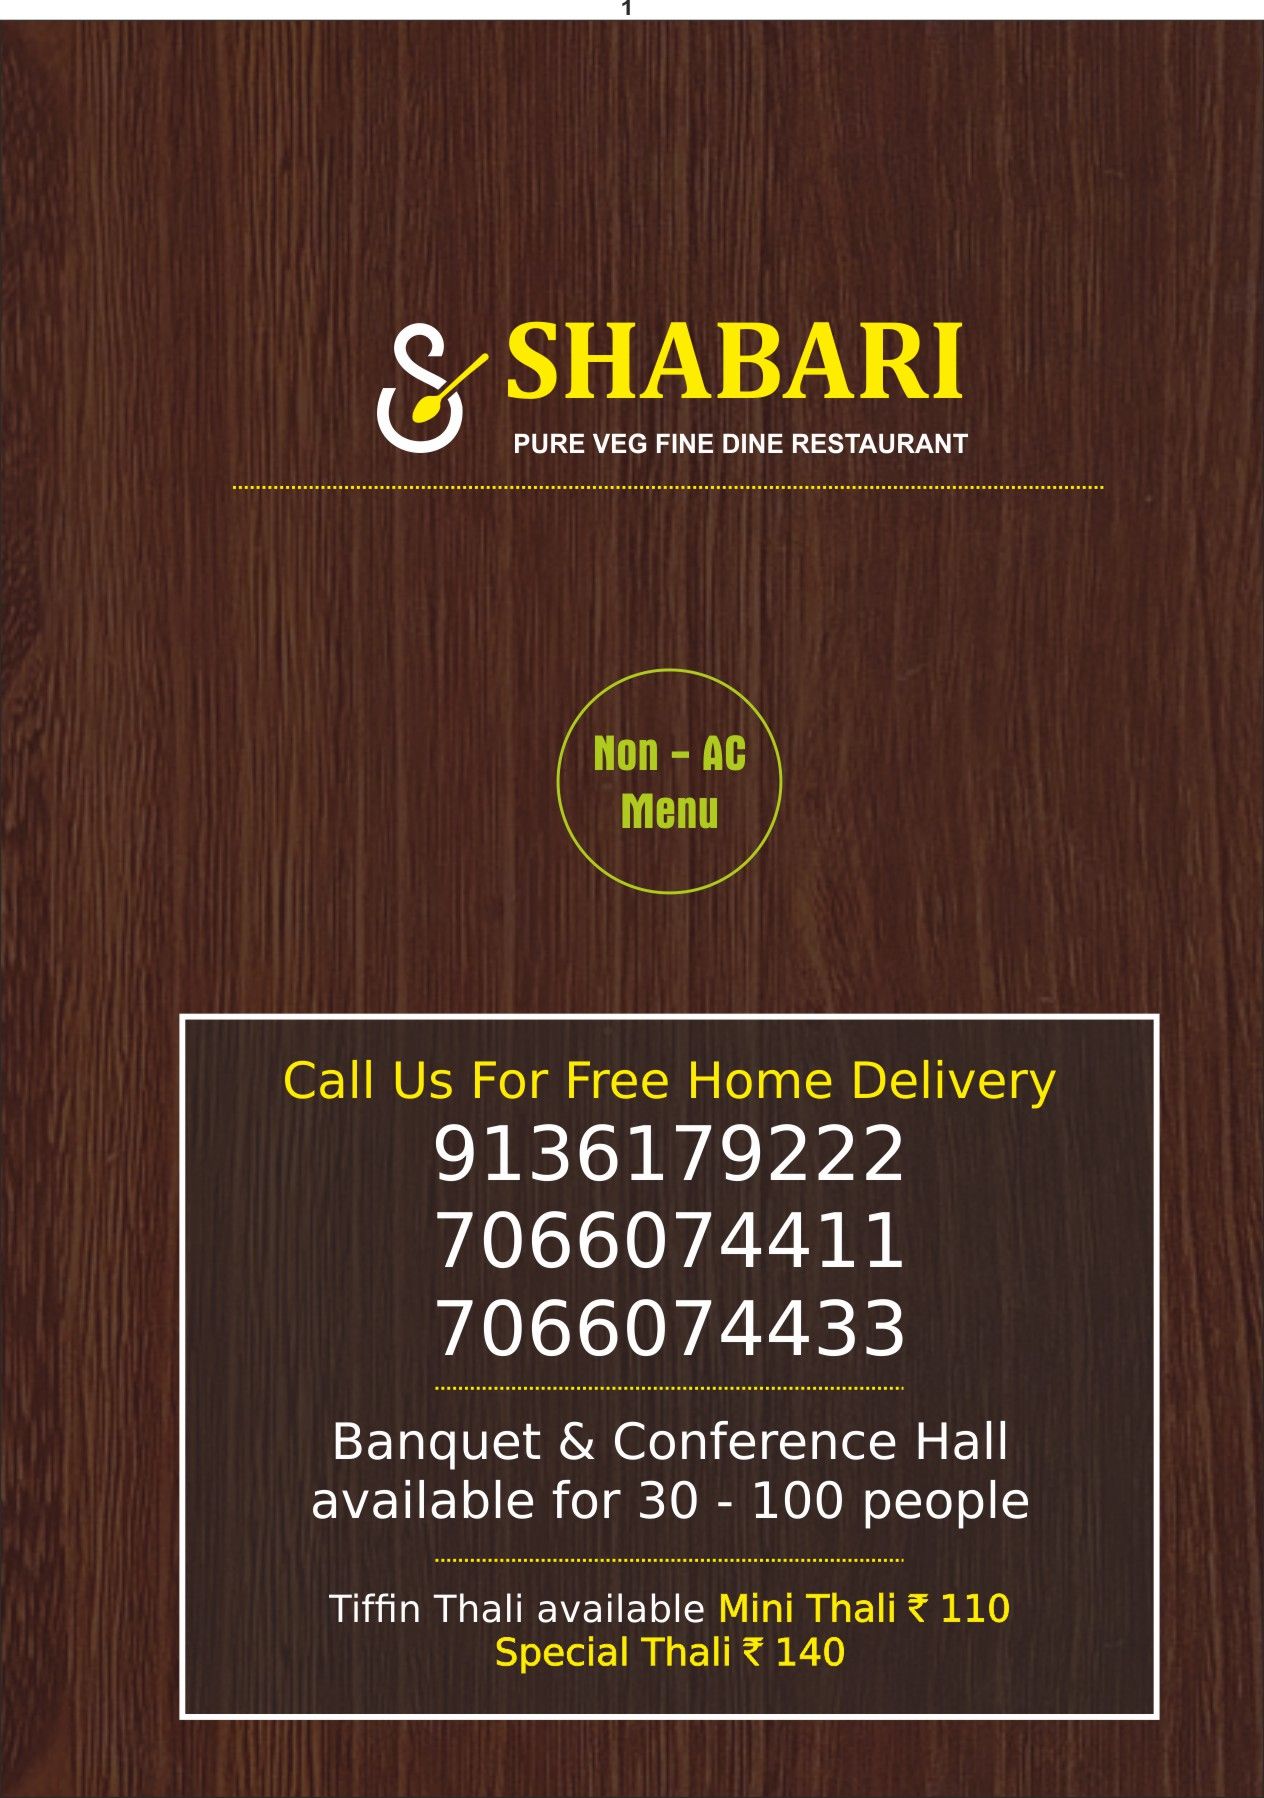 1
SHABARI
PURE VEG FINE DINE RESTAURANT
Non - AC
Menu
Call Us For Free Home Delivery
9136179222
7066074411
7066074433
Banquet & Conference Hall
available for 30 - 100 people
Tiffin Thali available Mini Thali ₹ 110
Special Thali ₹ 140